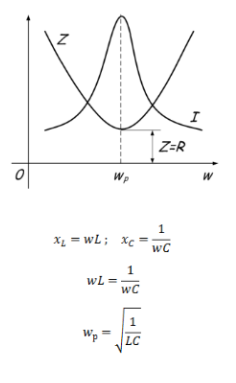 Z
I
Z=R
O w_p w
x_L = wL ; x_C = 1/(wC)
wL = 1/(wC)
w_p = √(1/(LC))